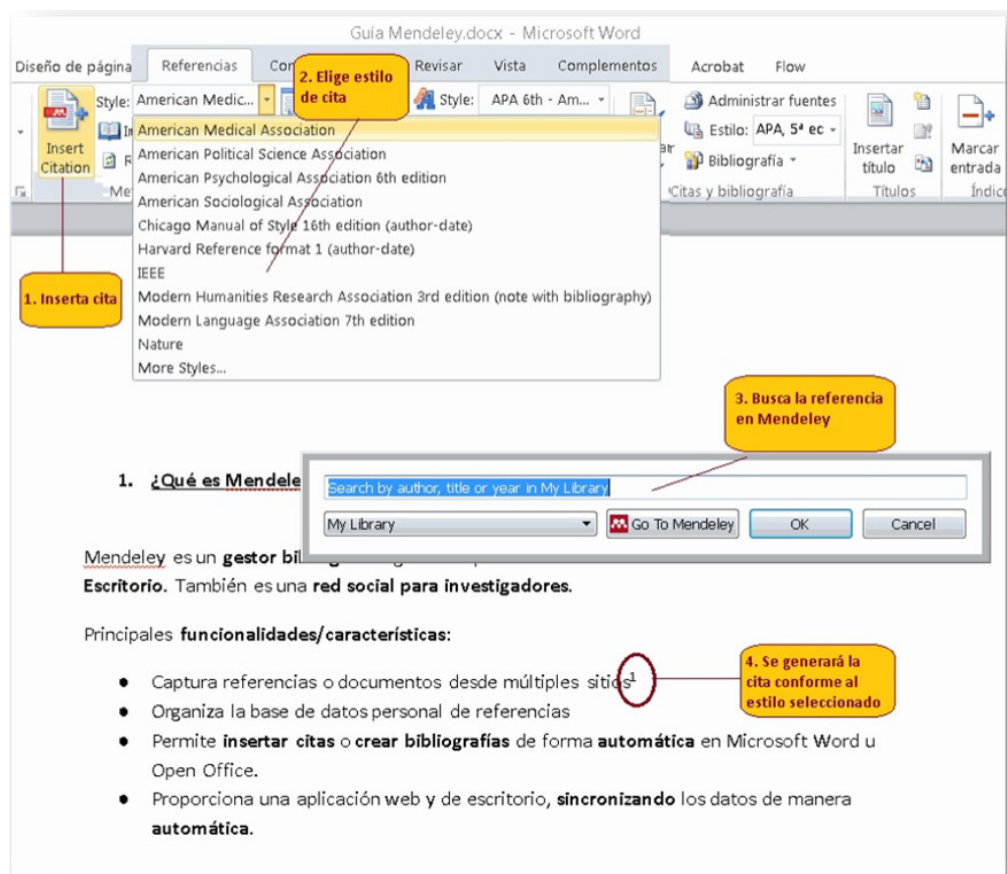 Guía Mendeley.docx - Microsoft Word
Diseño de página Referencias Revisar Vista Complementos Acrobat Flow
2. Elige estilo
de cita
Style: American Medic... Style: APA 6th - Am...
Insert
Citation
Administrar fuentes
Estilo: APA, 5ª ec
Bibliografía
Citas y bibliografía
Insertar
título
Títulos
Marcar
entrada
American Medical Association
American Political Science Association
American Psychological Association 6th edition
American Sociological Association
Chicago Manual of Style 16th edition (author-date)
Harvard Reference format 1 (author-date)
IEEE
Modern Humanities Research Association 3rd edition (note with bibliography)
Modern Language Association 7th edition
Nature
More Styles...
1. Inserta cita
3. Busca la referencia
en Mendeley
1. ¿Qué es Mendele
Search by author, title or year in My Library
My Library Go To Mendeley OK Cancel
Mendeley es un gestor
Escritorio. También es una red social para investigadores.
Principales funcionalidades/características:
● Captura referencias o documentos desde múltiples sitios¹
● Organiza la base de datos personal de referencias
● Permite insertar citas o crear bibliografías de forma automática en Microsoft Word u
Open Office.
● Proporciona una aplicación web y de escritorio, sincronizando los datos de manera
automática.
4. Se generará la
cita conforme al
estilo seleccionado